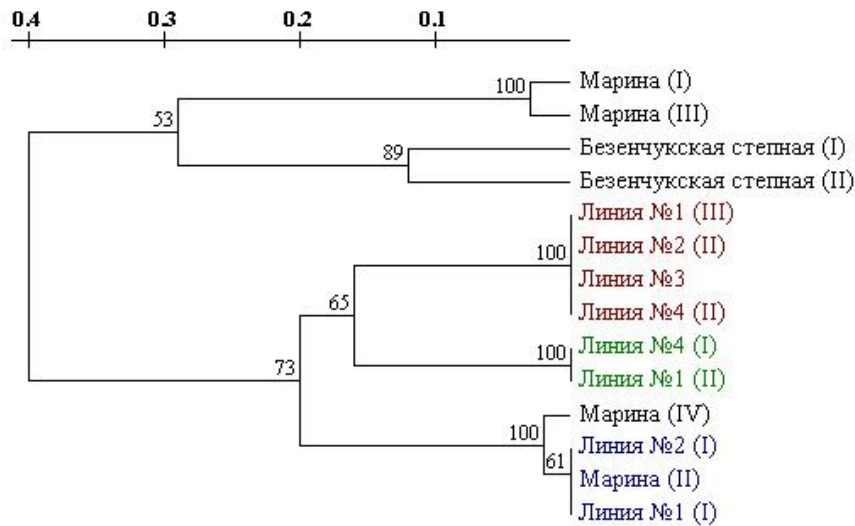 0.4 0.3 0.2 0.1
100 Марина (I)
Марина (III)
53
89 Безенчукская степная (I)
Безенчукская степная (II)
Линия №1 (III)
Линия №2 (II)
100 Линия №3
Линия №4 (II)
65
100 Линия №4 (I)
Линия №1 (II)
73
Марина (IV)
100 Линия №2 (I)
61 Марина (II)
Линия №1 (I)